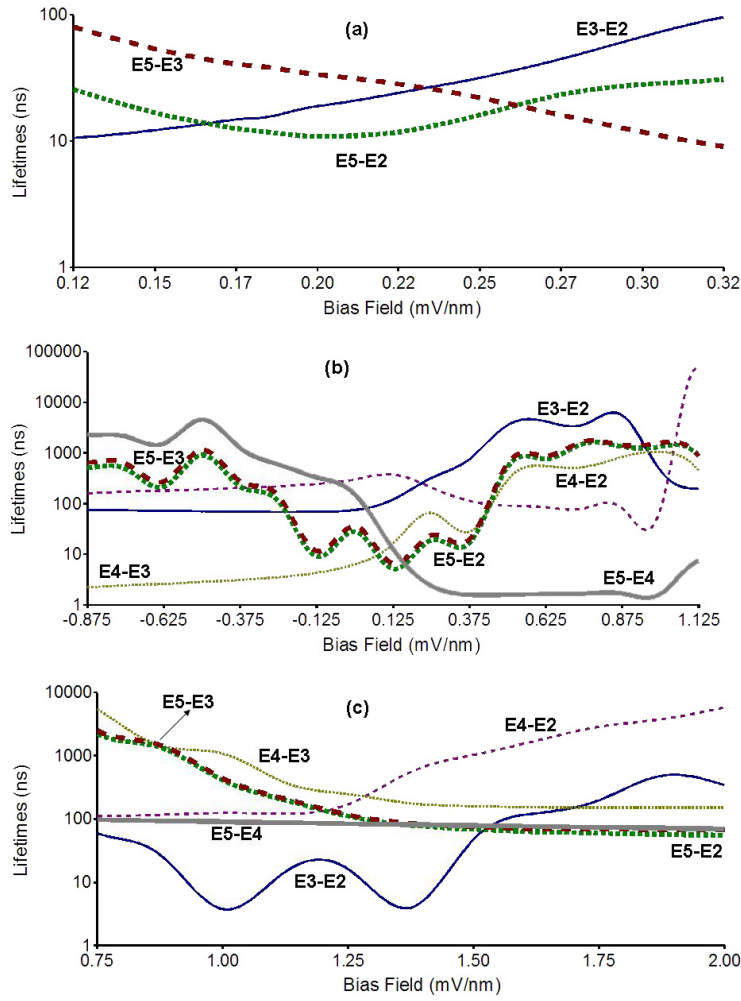 (a)
100
10
1
Lifetimes (ns)
E5-E3
E3-E2
E5-E2
0.12 0.15 0.17 0.20 0.22 0.25 0.27 0.30 0.32
Bias Field (mV/nm)
(b)
100000
10000
1000
100
10
1
Lifetimes (ns)
E5-E3
E3-E2
E4-E2
E4-E3
E5-E2
E5-E4
-0.875 -0.625 -0.375 -0.125 0.125 0.375 0.625 0.875 1.125
Bias Field (mV/nm)
(c)
10000
1000
100
10
1
Lifetimes (ns)
E5-E3
E4-E3
E4-E2
E5-E4
E3-E2
E5-E2
0.75 1.00 1.25 1.50 1.75 2.00
Bias Field (mV/nm)